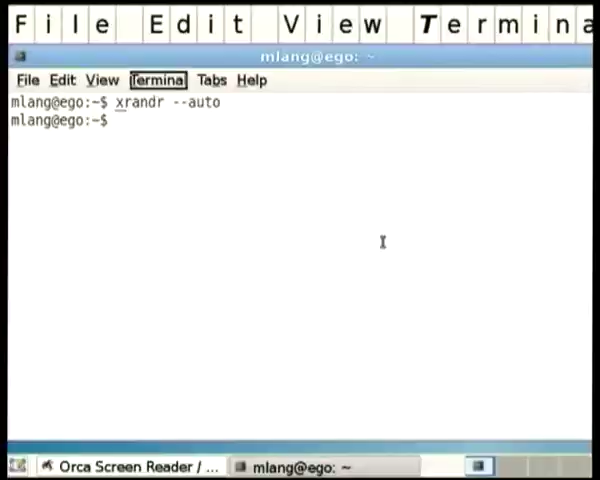 File Edit View Termina
mlang@ego: ~
File Edit View Terminal Tabs Help
mlang@ego:~$ xrandr --auto
mlang@ego:~$
Orca Screen Reader / ... mlang@ego: ~